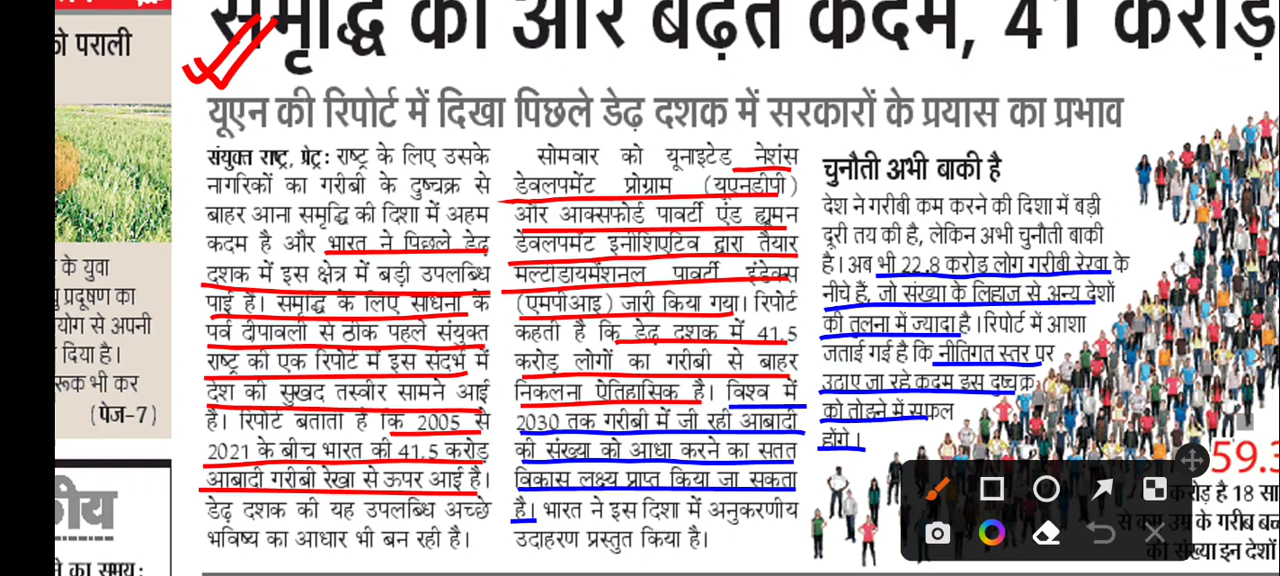 समृद्धि की ओर बढ़ते कदम, 41 करोड़
यूएन की रिपोर्ट में दिखा पिछले डेढ़ दशक में सरकारों के प्रयास का प्रभाव
संयुक्त राष्ट्र, प्रेट्र: राष्ट्र के लिए उसके
नागरिकों का गरीबी के दुष्चक्र से
बाहर आना समृद्धि की दिशा में अहम
कदम है और भारत ने पिछले डेढ़
दशक में इस क्षेत्र में बड़ी उपलब्धि
पाई है। समृद्धि के लिए साधना के
पर्व दीपावली से ठीक पहले संयुक्त
राष्ट्र की एक रिपोर्ट में इस संदर्भ में
देश की सुखद तस्वीर सामने आई
है। रिपोर्ट बताती है कि 2005 से
2021 के बीच भारत की 41.5 करोड़
आबादी गरीबी रेखा से ऊपर आई है।
डेढ़ दशक की यह उपलब्धि अच्छे
भविष्य का आधार भी बन रही है।
सोमवार को यूनाइटेड नेशंस
डेवलपमेंट प्रोग्राम (यूएनडीपी)
और आक्सफोर्ड पावर्टी एंड ह्यूमन
डेवलपमेंट इनीशिएटिव द्वारा तैयार
मल्टीडायमेंशनल पावर्टी इंडेक्स
(एमपीआइ) जारी किया गया। रिपोर्ट
कहती है कि डेढ़ दशक में 41.5
करोड़ लोगों का गरीबी से बाहर
निकलना ऐतिहासिक है। विश्व में
2030 तक गरीबी में जी रही आबादी
की संख्या को आधा करने का सतत
विकास लक्ष्य प्राप्त किया जा सकता
है। भारत ने इस दिशा में अनुकरणीय
उदाहरण प्रस्तुत किया है।
चुनौती अभी बाकी है
देश ने गरीबी कम करने की दिशा में बड़ी
दूरी तय की है, लेकिन अभी चुनौती बाकी
है। अब भी 22.8 करोड़ लोग गरीबी रेखा के
नीचे हैं, जो संख्या के लिहाज से अन्य देशों
की तुलना में ज्यादा है। रिपोर्ट में आशा
जताई गई है कि नीतिगत स्तर पर
उठाए जा रहे कदम इस दुष्चक्र
को तोड़ने में सफल
होंगे।
59.3
करोड़ है 18 सा
से कम उम्र के गरीब बच
की संख्या इन देशों
को पराली
के युवा
प्रदूषण का
योग से अपनी
दिया है।
रूक भी कर
(पेज-7)
कीय
ने का समय: